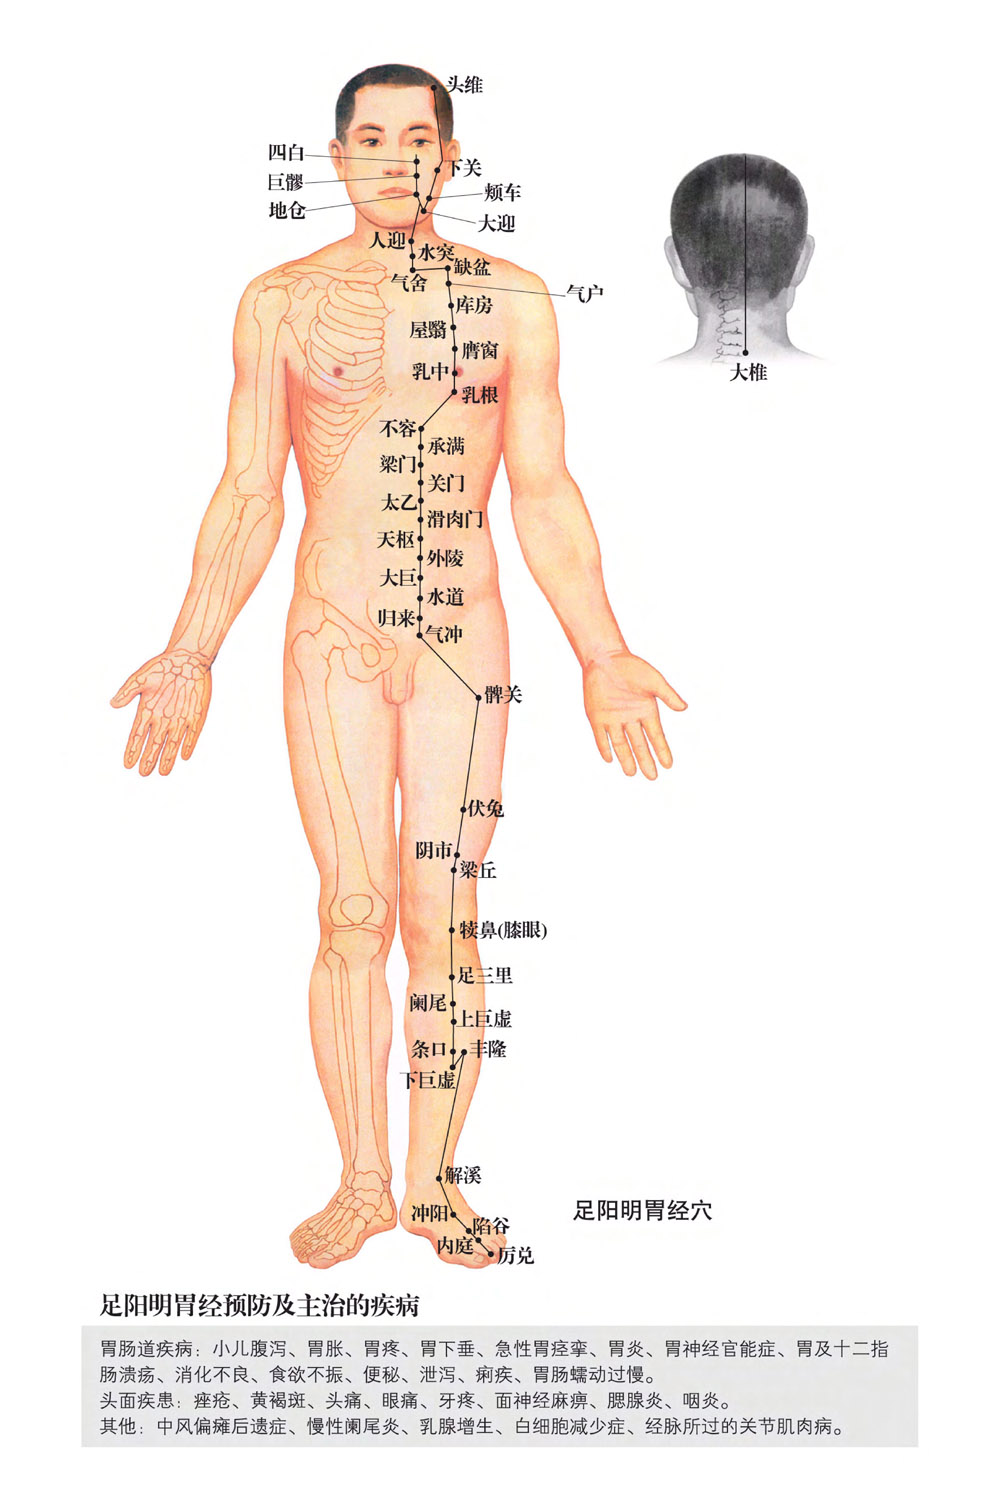 头维
四白
下关
巨髎
颊车
地仓
大迎
人迎
水突
缺盆
气舍
气户
库房
屋翳
膺窗
乳中
大椎
乳根
不容
承满
梁门
关门
太乙
滑肉门
天枢
外陵
大巨
水道
归来
气冲
髀关
伏兔
阴市
梁丘
犊鼻(膝眼)
足三里
阑尾
上巨虚
条口
丰隆
下巨虚
解溪
足阳明胃经穴
冲阳
陷谷
内庭
厉兑
足阳明胃经预防及主治的疾病
胃肠道疾病：小儿腹泻、胃胀、胃疼、胃下垂、急性胃痉挛、胃炎、胃神经官能症、胃及十二指
肠溃疡、消化不良、食欲不振、便秘、泄泻、痢疾、胃肠蠕动过慢。
头面疾患：痤疮、黄褐斑、头痛、眼痛、牙疼、面神经麻痹、腮腺炎、咽炎。
其他：中风偏瘫后遗症、慢性阑尾炎、乳腺增生、白细胞减少症、经脉所过的关节肌肉病。